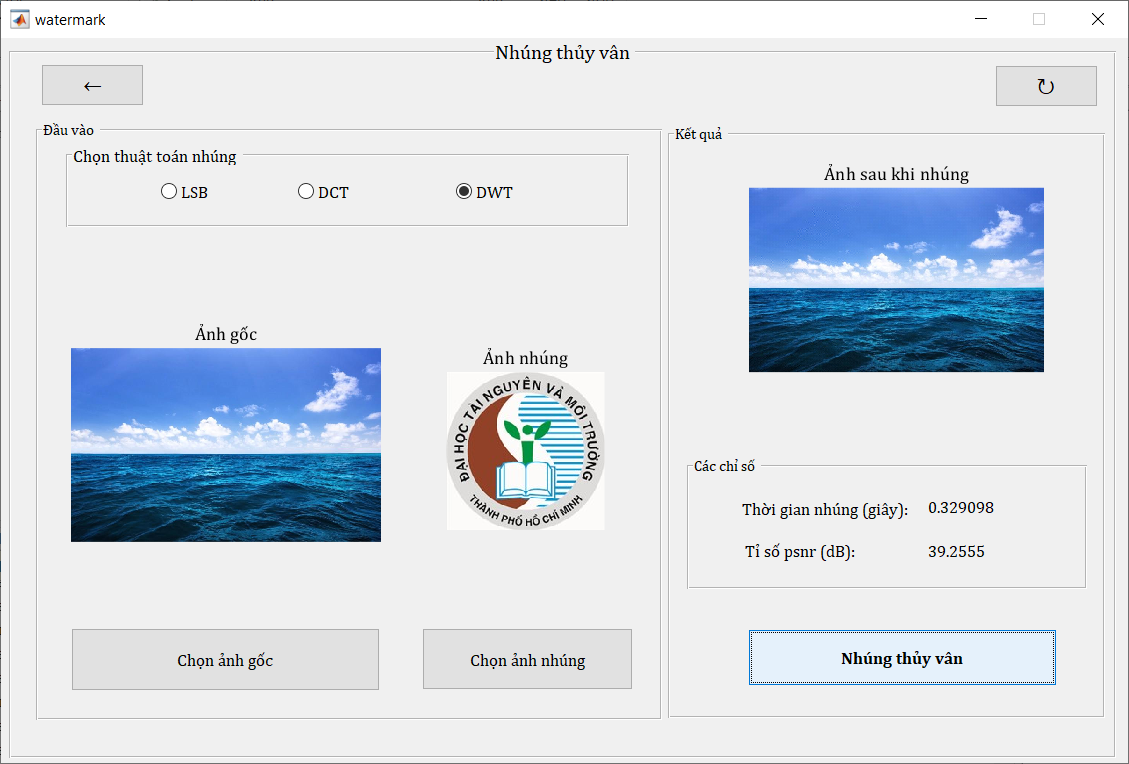 watermark
Nhúng thủy vân
←
↻
Đầu vào
Chọn thuật toán nhúng
LSB
DCT
DWT
Ảnh gốc
Ảnh nhúng
ĐẠI HỌC TÀI NGUYÊN VÀ MÔI TRƯỜNG
THÀNH PHỐ HỒ CHÍ MINH
Chọn ảnh gốc
Chọn ảnh nhúng
Kết quả
Ảnh sau khi nhúng
Các chỉ số
Thời gian nhúng (giây): 0.329098
Tỉ số psnr (dB): 39.2555
Nhúng thủy vân